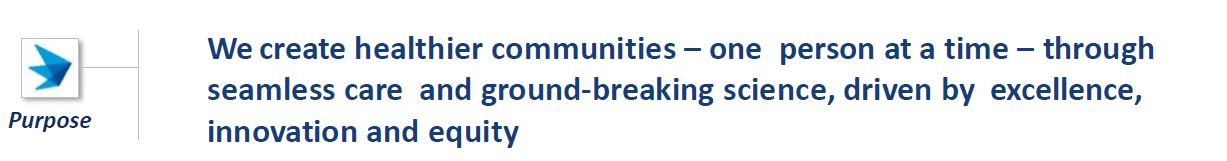 We create healthier communities – one person at a time – through
seamless care and ground-breaking science, driven by excellence,
innovation and equity
Purpose